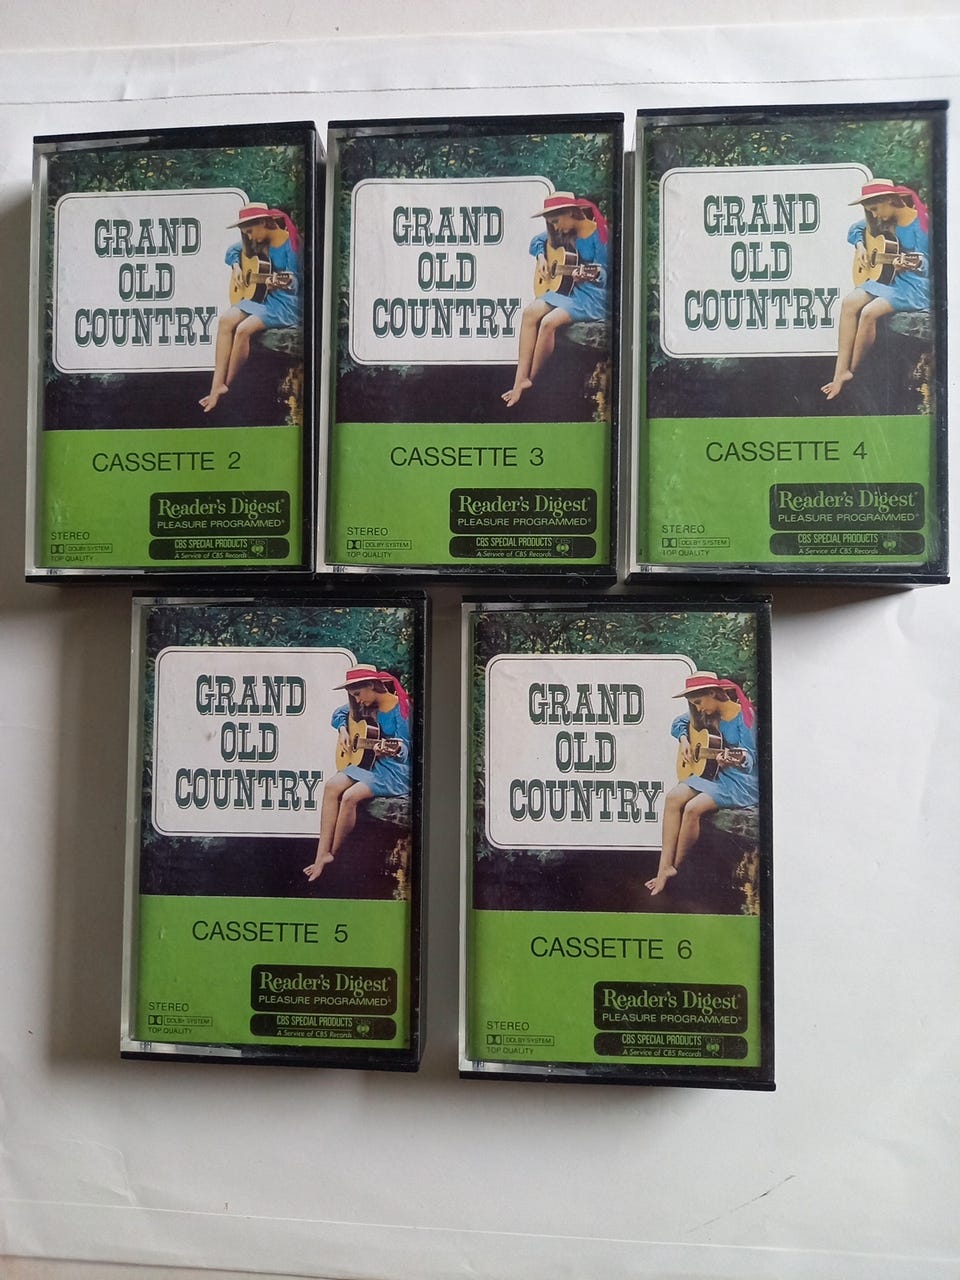 GRAND
OLD
COUNTRY
CASSETTE 2
Reader's Digest®
PLEASURE PROGRAMMED®
STEREO
DOLBY SYSTEM
TOP QUALITY
CBS SPECIAL PRODUCTS
A Service of CBS Records
GRAND
OLD
COUNTRY
CASSETTE 3
Reader's Digest®
PLEASURE PROGRAMMED®
STEREO
DOLBY SYSTEM
TOP QUALITY
CBS SPECIAL PRODUCTS
A Service of CBS Records
GRAND
OLD
COUNTRY
CASSETTE 4
Reader's Digest®
PLEASURE PROGRAMMED®
STEREO
DOLBY SYSTEM
TOP QUALITY
CBS SPECIAL PRODUCTS
A Service of CBS Records
GRAND
OLD
COUNTRY
CASSETTE 5
Reader's Digest®
PLEASURE PROGRAMMED®
STEREO
DOLBY SYSTEM
TOP QUALITY
CBS SPECIAL PRODUCTS
A Service of CBS Records
GRAND
OLD
COUNTRY
CASSETTE 6
Reader's Digest®
PLEASURE PROGRAMMED®
STEREO
DOLBY SYSTEM
TOP QUALITY
CBS SPECIAL PRODUCTS
A Service of CBS Records